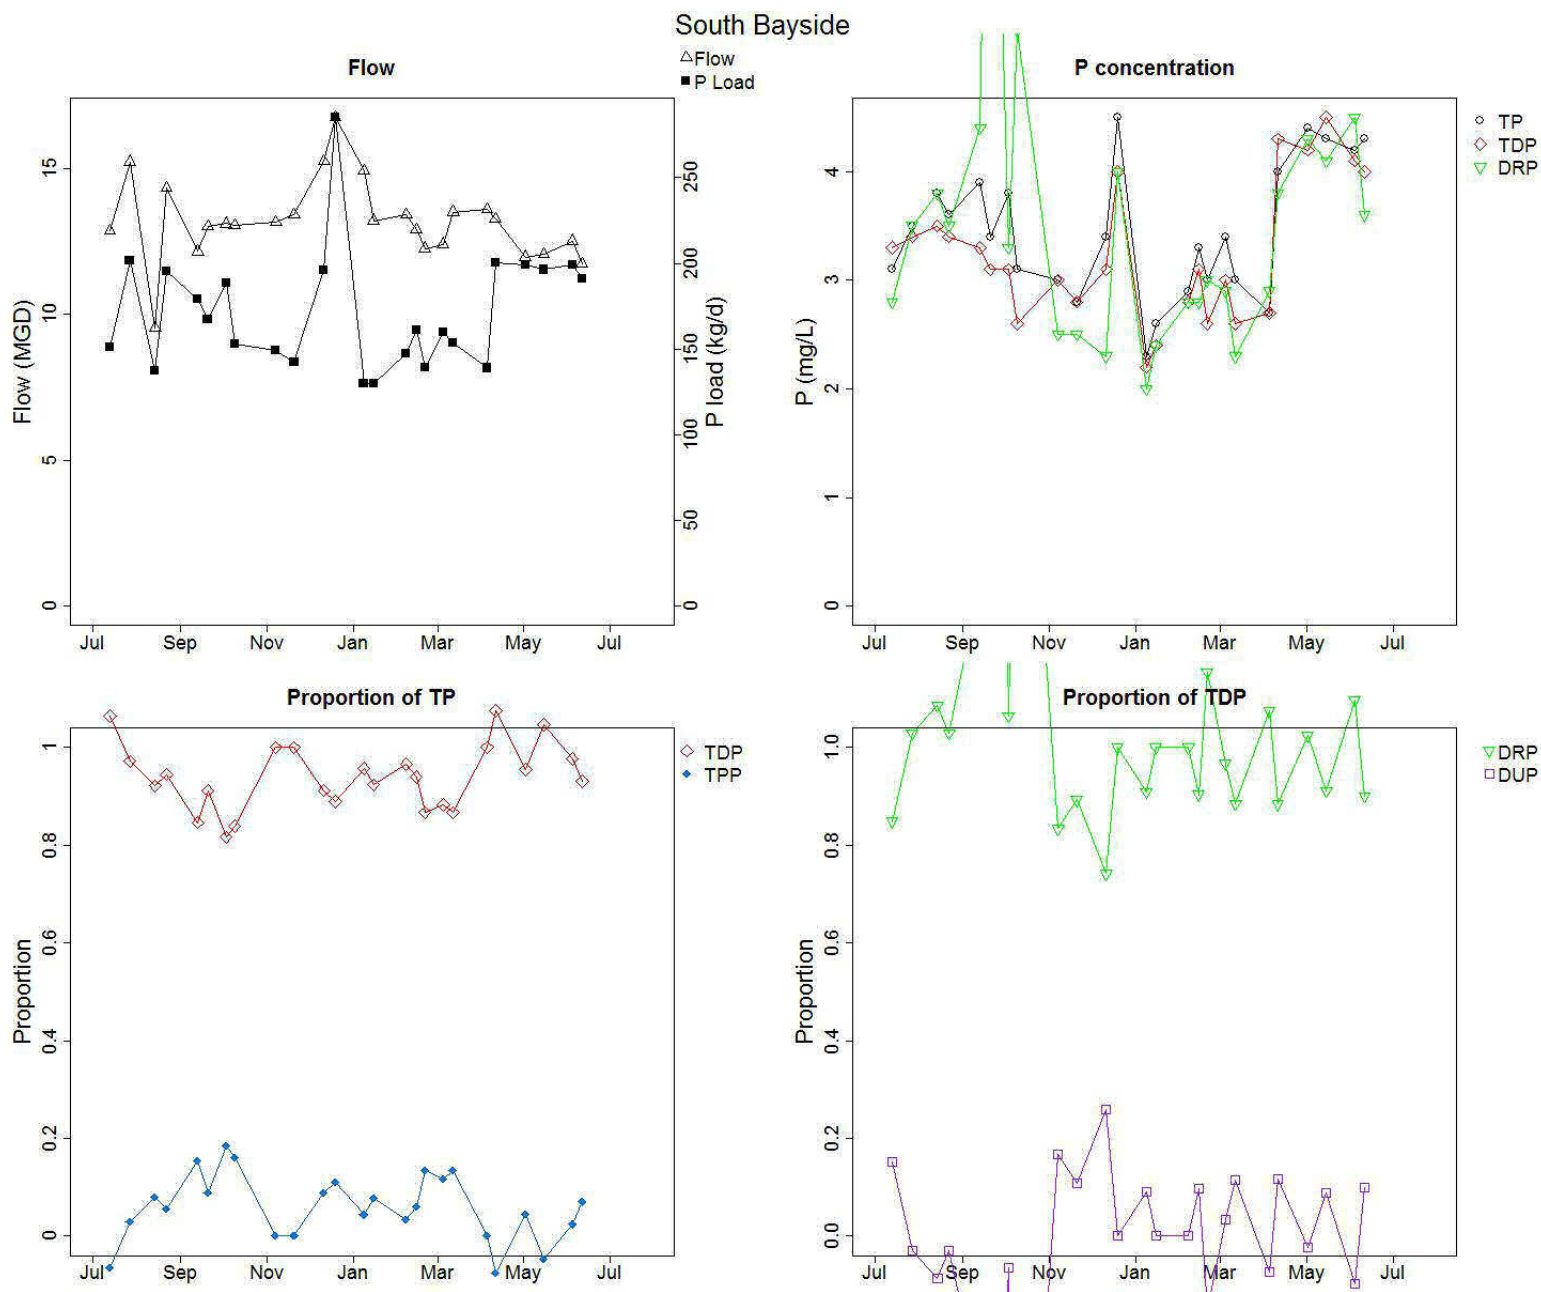 South Bayside
Flow
Flow
P Load
Flow (MGD)
15
10
5
0
P load (kg/d)
250
200
150
100
50
0
Jul Sep Nov Jan Mar May Jul
P concentration
TP
TDP
DRP
P (mg/L)
4
3
2
1
0
Jul Sep Nov Jan Mar May Jul
Proportion of TP
TDP
TPP
Proportion
1
0.8
0.6
0.4
0.2
0
Jul Sep Nov Jan Mar May Jul
Proportion of TDP
DRP
DUP
Proportion
1.0
0.8
0.6
0.4
0.2
0.0
Jul Sep Nov Jan Mar May Jul